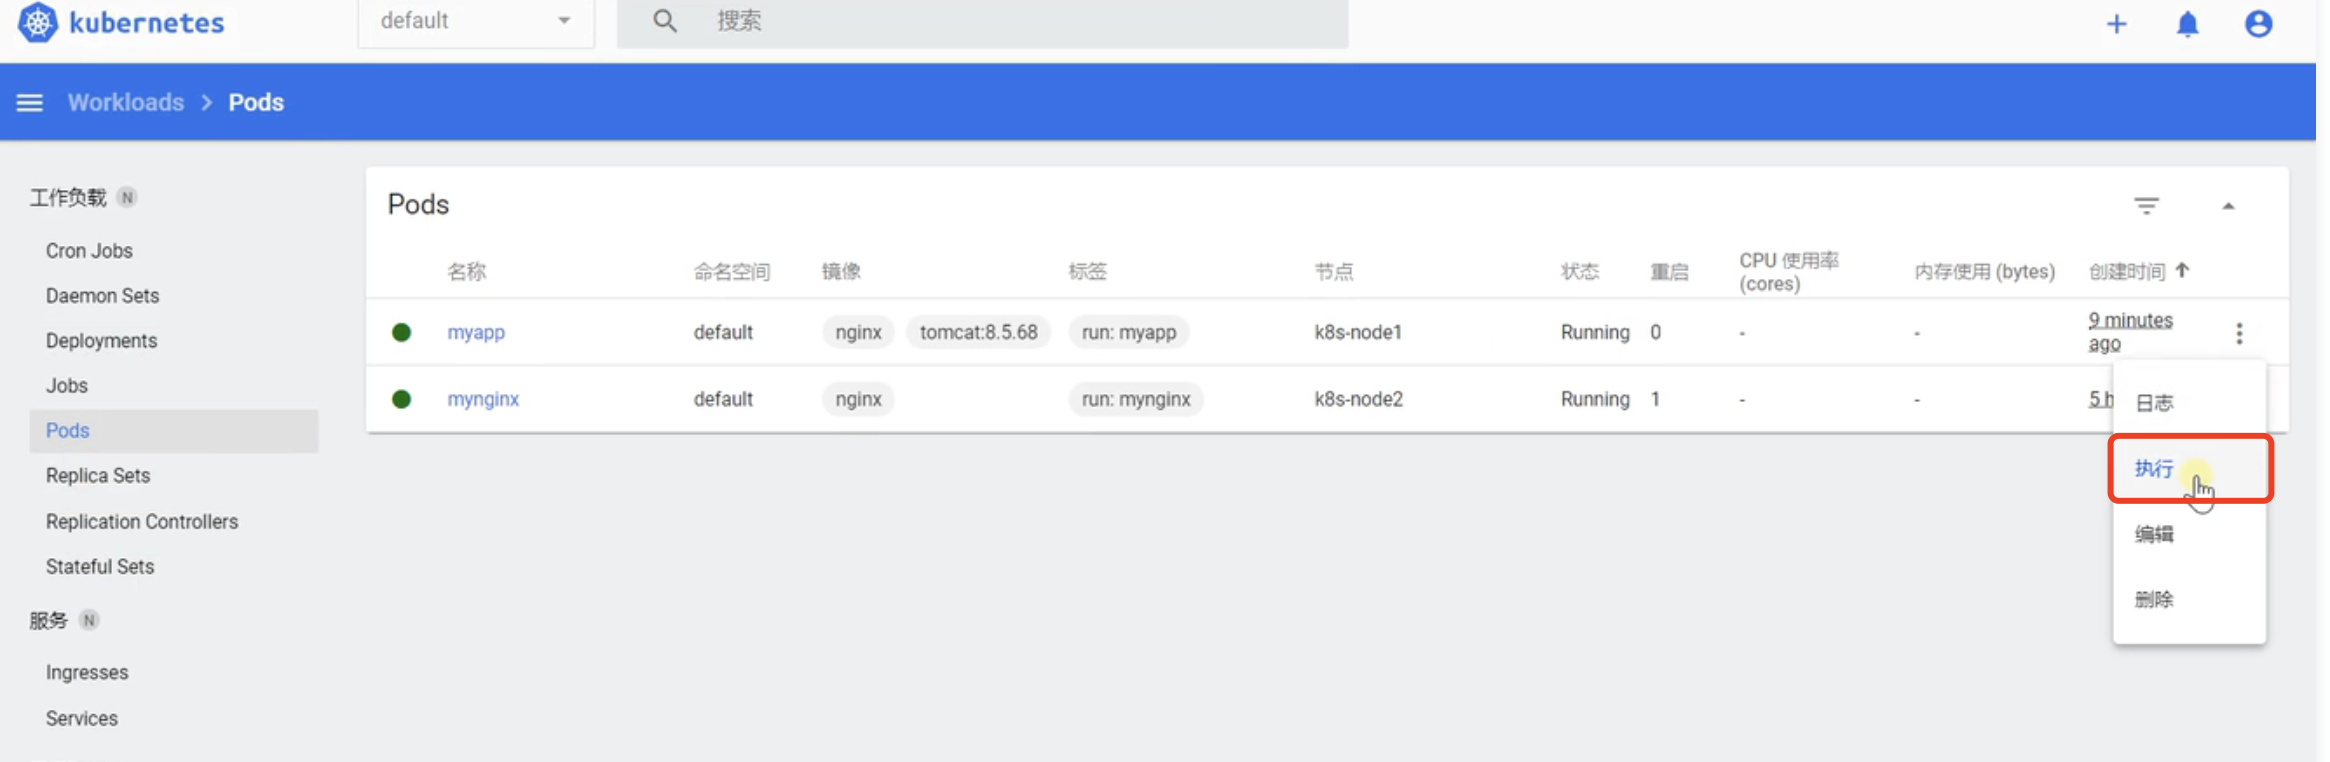 kubernetes
default
搜索
Workloads > Pods
工作负载 N
Cron Jobs
Daemon Sets
Deployments
Jobs
Pods
Replica Sets
Replication Controllers
Stateful Sets
服务 N
Ingresses
Services
Pods
名称 命名空间 镜像 标签 节点 状态 重启 CPU 使用率 (cores) 内存使用 (bytes) 创建时间
myapp default nginx tomcat:8.5.68 run: myapp k8s-node1 Running 0 - - 9 minutes ago
mynginx default nginx run: mynginx k8s-node2 Running 1 - - 5 h
日志
执行
编辑
删除